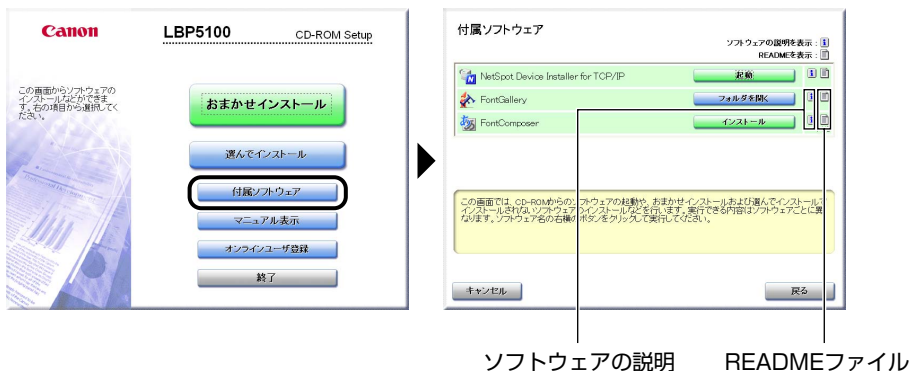 Canon
LBP5100 CD-ROM Setup
この画面からソフトウェアの
インストールなどができま
す。右の項目から選択してく
ださい。
おまかせインストール
選んでインストール
付属ソフトウェア
マニュアル表示
オンラインユーザ登録
終了
付属ソフトウェア
ソフトウェアの説明を表示 :
READMEを表示 :
NetSpot Device Installer for TCP/IP 起動
FontGallery フォルダを開く
FontComposer インストール
この画面では、CD-ROMからのソフトウェアの起動や、おまかせインストールおよび選んでインストールで
インストールされないソフトウェアのインストールなどを行います。実行できる内容はソフトウェアごとに異
なります。ソフトウェア名の右横のボタンをクリックして実行してください。
キャンセル 戻る
ソフトウェアの説明 READMEファイル